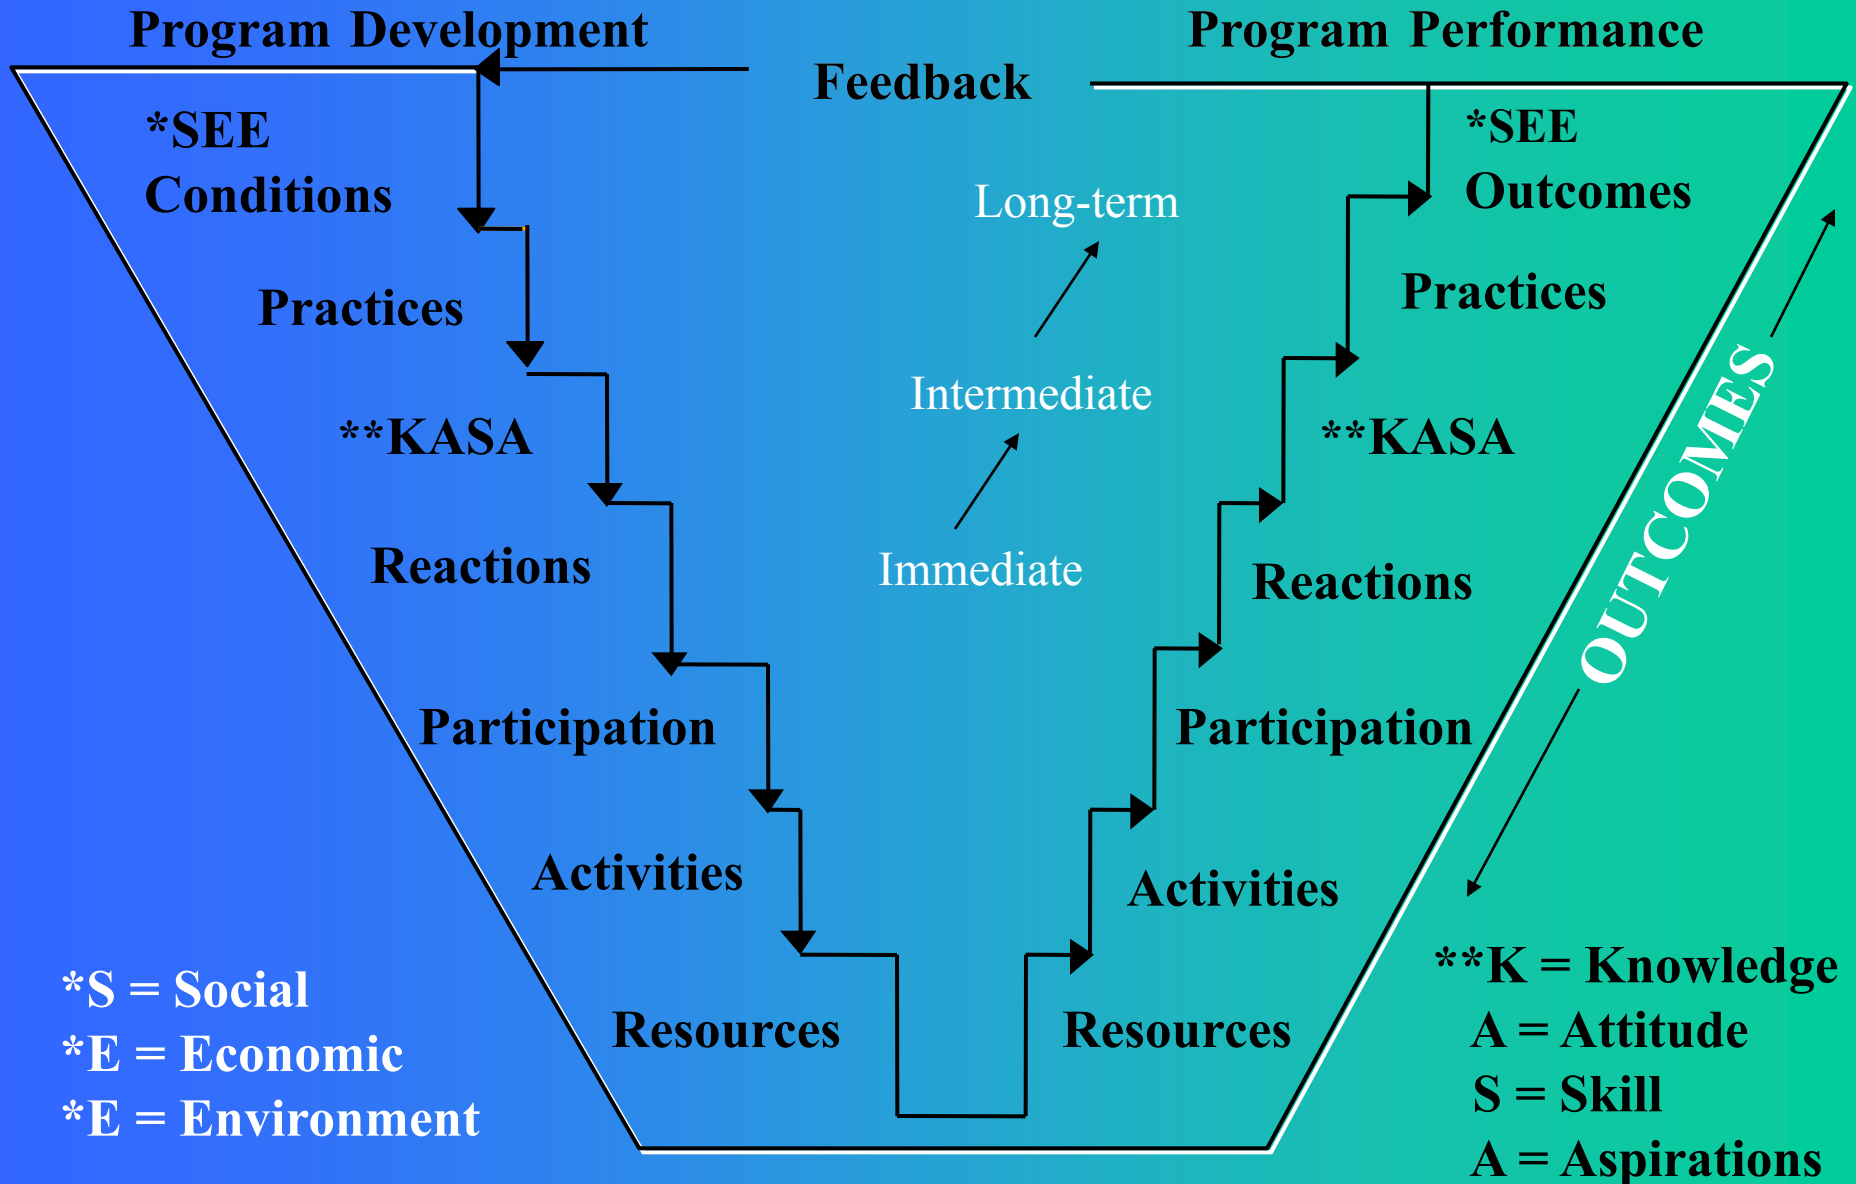 Program Development
Program Performance
Feedback
*SEE
Conditions
Practices
**KASA
Reactions
Participation
Activities
Resources
Long-term
Intermediate
Immediate
*SEE
Outcomes
Practices
**KASA
Reactions
Participation
Activities
Resources
OUTCOMES
*S = Social
*E = Economic
*E = Environment
**K = Knowledge
A = Attitude
S = Skill
A = Aspirations